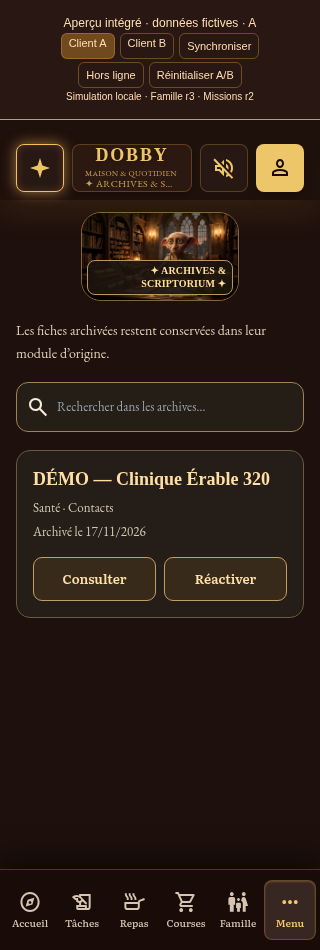 Aperçu intégré · données fictives · A
Client A
Client B
Synchroniser
Hors ligne
Réinitialiser A/B
Simulation locale · Famille r3 · Missions r2
DOBBY
MAISON & QUOTIDIEN
✦ ARCHIVES & S...
✦ ARCHIVES &
SCRIPTORIUM ✦
Les fiches archivées restent conservées dans leur
module d’origine.
Rechercher dans les archives...
DÉMO — Clinique Érable 320
Santé · Contacts
Archivé le 17/11/2026
Consulter
Réactiver
Accueil
Tâches
Repas
Courses
Famille
Menu